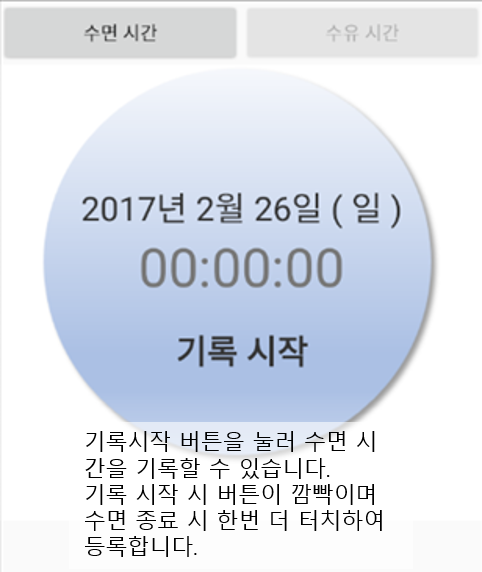 수면 시간
수유 시간
2017년 2월 26일 ( 일 )
00:00:00
기록 시작
기록시작 버튼을 눌러 수면 시
간을 기록할 수 있습니다.
기록 시작 시 버튼이 깜빡이며
수면 종료 시 한번 더 터치하여
등록합니다.